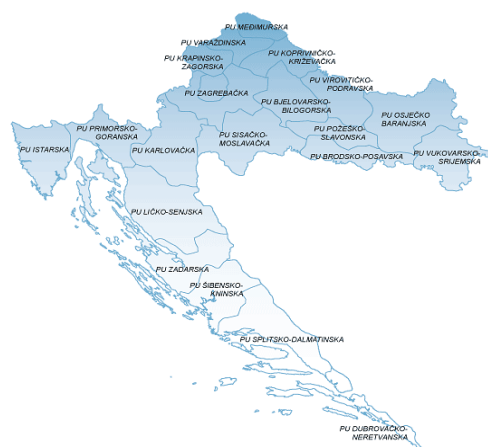 PU MEĐIMURSKA
PU VARAŽDINSKA
PU KRAPINSKO-
ZAGORSKA
PU KOPRIVNIČKO-
KRIŽEVAČKA
PU ZAGREBAČKA
PU VIROVITIČKO-
PODRAVSKA
PU BJELOVARSKO-
BILOGORSKA
PU OSJEČKO
BARANJSKA
PU PRIMORSKO-
GORANSKA
PU SISAČKO-
MOSLAVAČKA
PU POŽEŠKO-
SLAVONSKA
PU ISTARSKA
PU KARLOVAČKA
PU BRODSKO-POSAVSKA
PU VUKOVARSKO-
SRIJEMSKA
PU LIČKO-SENJSKA
PU ZADARSKA
PU ŠIBENSKO-
KNINSKA
PU SPLITSKO-DALMATINSKA
PU DUBROVAČKO-
NERETVANSKA